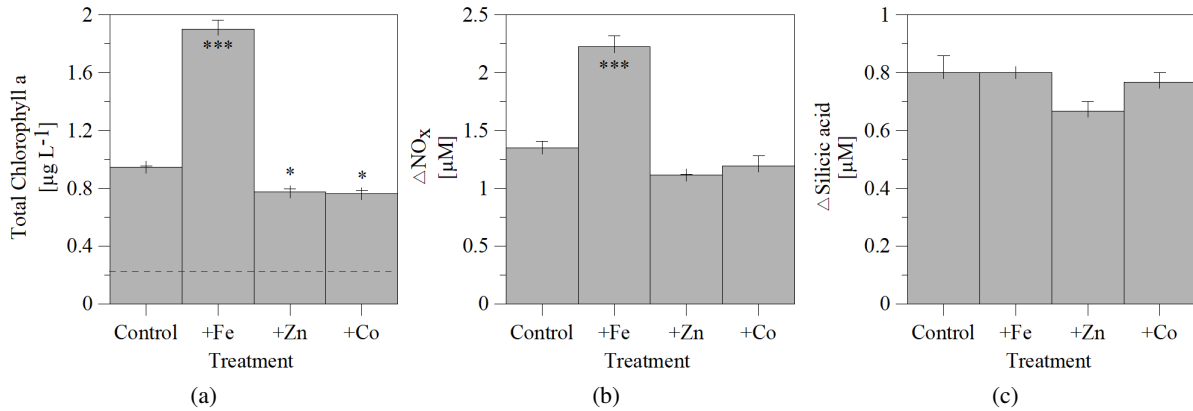 Total Chlorophyll a
[µg L-1]
2
1.6
1.2
0.8
0.4
0
***
*
*
Control
+Fe
+Zn
+Co
Treatment
(a)
△NOx
[µM]
2.5
2
1.5
1
0.5
0
***
Control
+Fe
+Zn
+Co
Treatment
(b)
△Silicic acid
[µM]
1
0.8
0.6
0.4
0.2
0
Control
+Fe
+Zn
+Co
Treatment
(c)